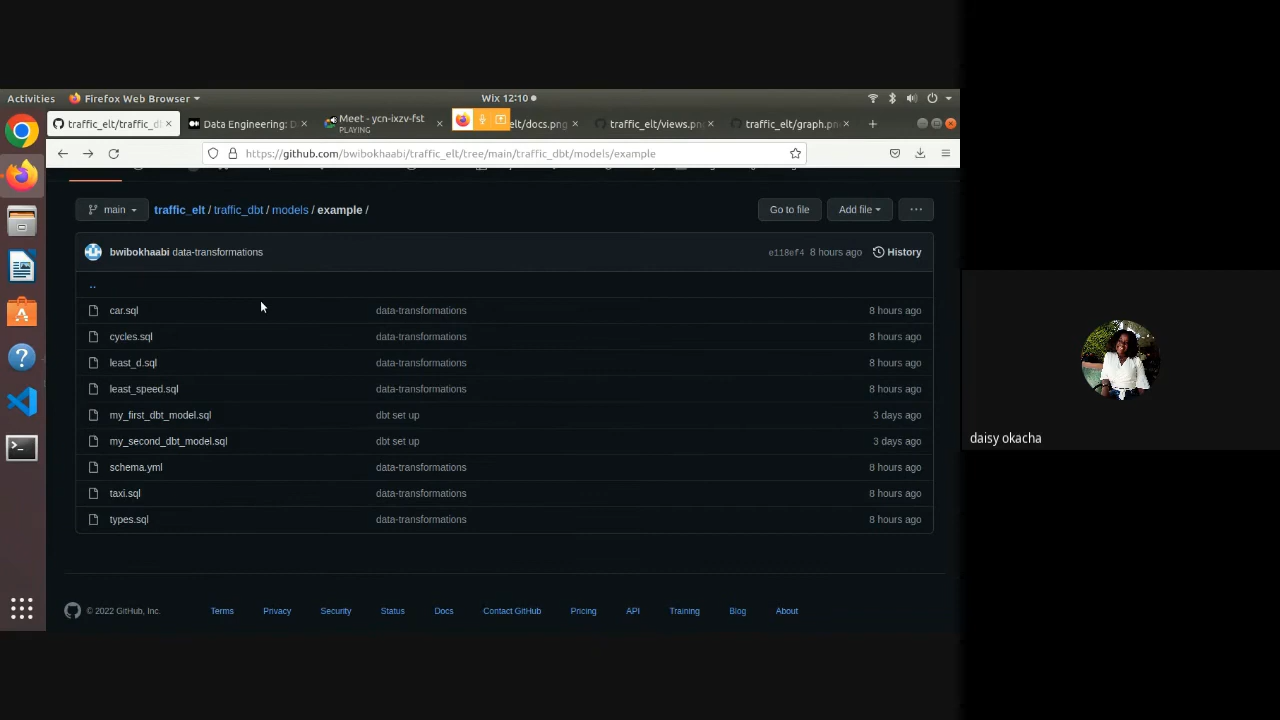 Activities
Firefox Web Browser
Wix 12:10
traffic_elt/traffic_d
Data Engineering: D
Meet - ycn-ixzv-fst
PLAYING
elt/docs.png
traffic_elt/views.png
traffic_elt/graph.pn
https://github.com/bwibokhaabi/traffic_elt/tree/main/traffic_dbt/models/example
main
traffic_elt / traffic_dbt / models / example /
Go to file
Add file
bwibokhaabi data-transformations
e118ef4 8 hours ago
History
..
car.sql data-transformations 8 hours ago
cycles.sql data-transformations 8 hours ago
least_d.sql data-transformations 8 hours ago
least_speed.sql data-transformations 8 hours ago
my_first_dbt_model.sql dbt set up 3 days ago
my_second_dbt_model.sql dbt set up 3 days ago
schema.yml data-transformations 8 hours ago
taxi.sql data-transformations 8 hours ago
types.sql data-transformations 8 hours ago
© 2022 GitHub, Inc. Terms Privacy Security Status Docs Contact GitHub Pricing API Training Blog About
daisy okacha